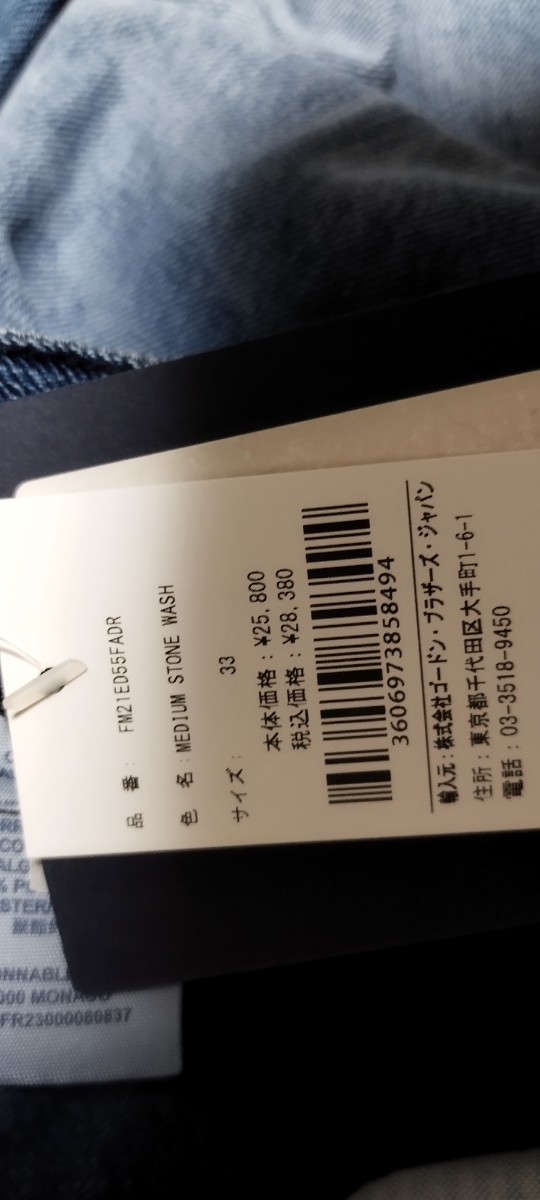 品 番: FM21ED55FADR
色 名:MEDIUM STONE WASH
サイズ: 33
本体価格:¥25,800
税込価格:¥28,380
3606973858494
輸入元:株式会社ゴードン・ブラザーズ・ジャパン
住所:東京都千代田区大手町1-6-1
電話:03-3518-9450
MONACO
FR23000080837